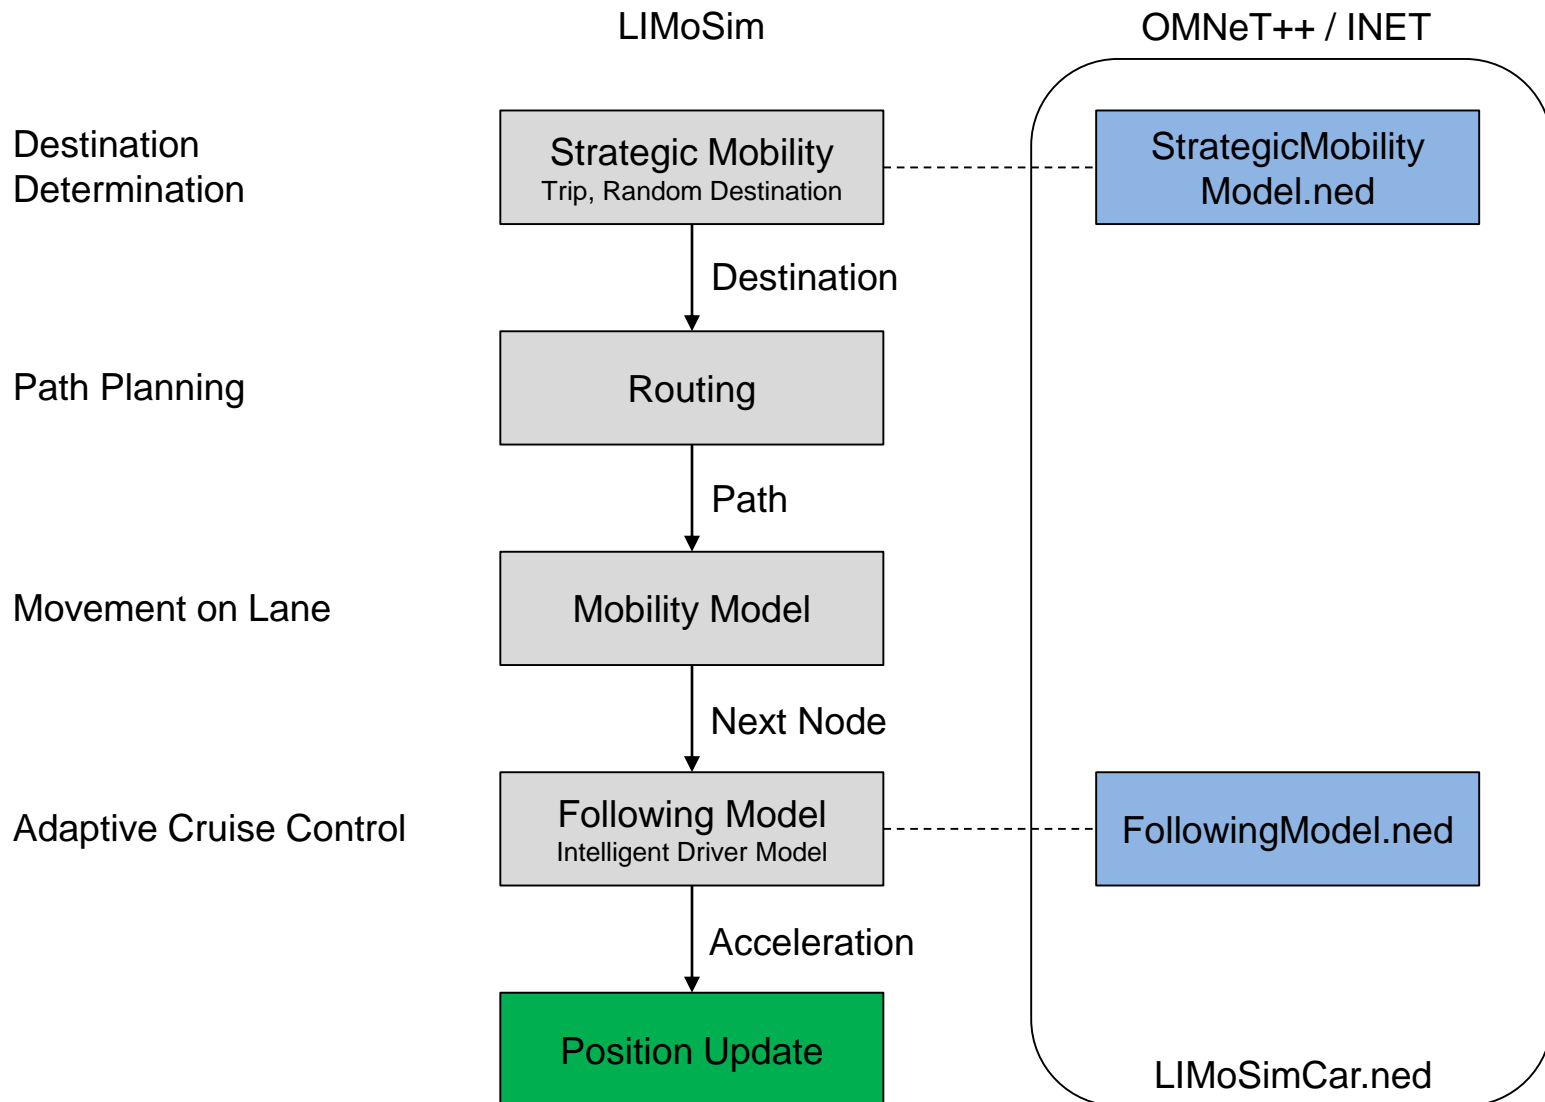 LIMoSim
OMNeT++ / INET
Destination
Determination
Strategic Mobility
Trip, Random Destination
StrategicMobility
Model.ned
Destination
Path Planning
Routing
Path
Movement on Lane
Mobility Model
Next Node
Adaptive Cruise Control
Following Model
Intelligent Driver Model
FollowingModel.ned
Acceleration
Position Update
LIMoSimCar.ned